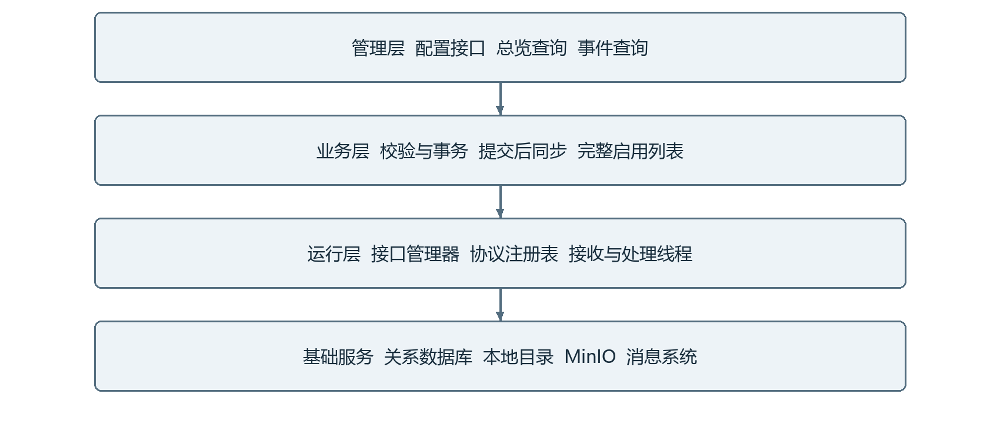 管理层 配置接口 总览查询 事件查询
业务层 校验与事务 提交后同步 完整启用列表
运行层 接口管理器 协议注册表 接收与处理线程
基础服务 关系数据库 本地目录 MinIO 消息系统